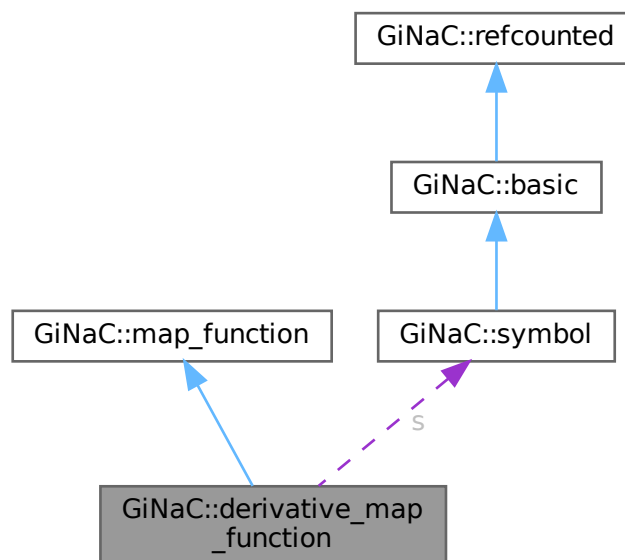 GiNaC::refcounted
GiNaC::basic
GiNaC::map_function
GiNaC::symbol
s
GiNaC::derivative_map
_function